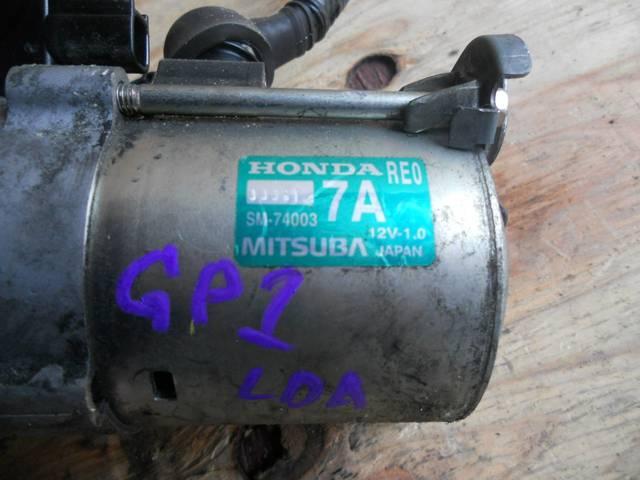 HONDA RE0
7A
SM-74003
12V-1.0
MITSUBA JAPAN
GP1
LDA